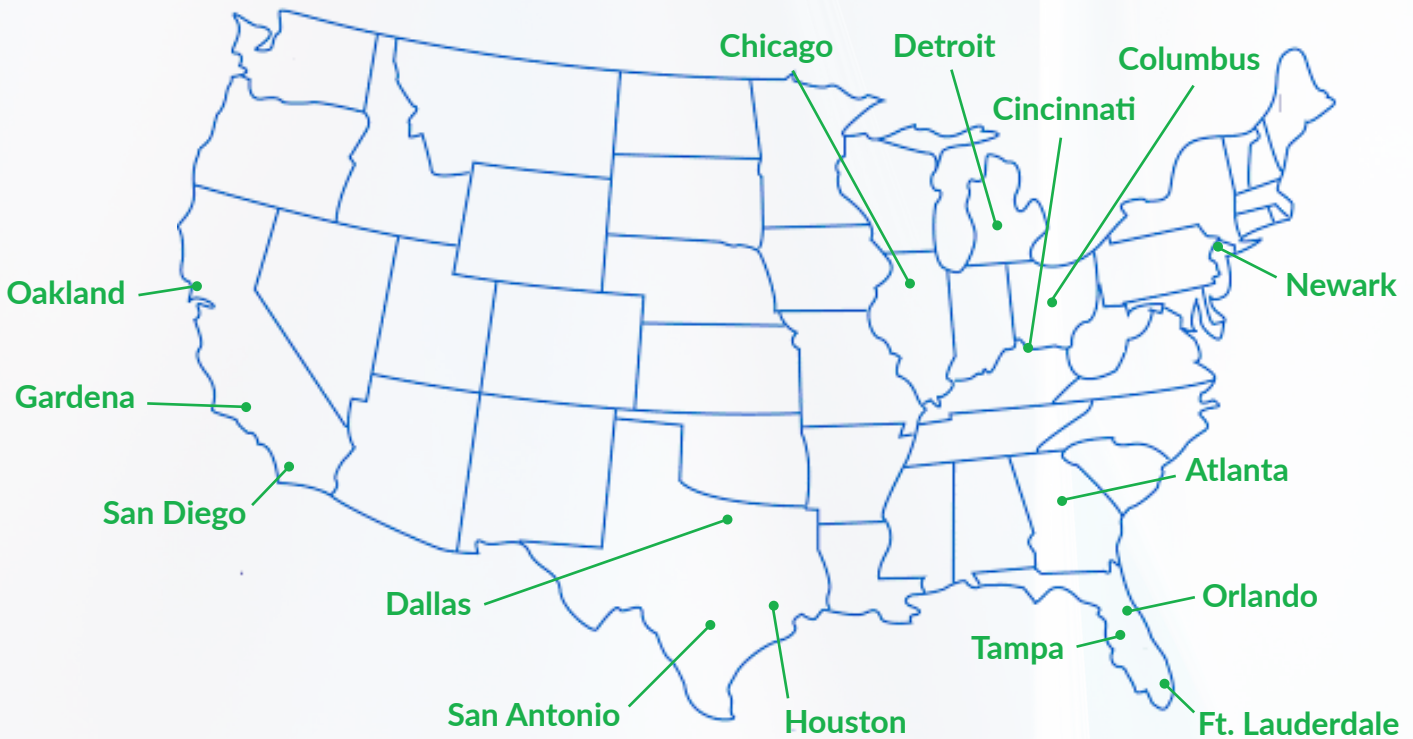 Chicago
Detroit
Columbus
Cincinnati
Oakland
Newark
Gardena
San Diego
Atlanta
Dallas
Orlando
Tampa
San Antonio
Houston
Ft. Lauderdale